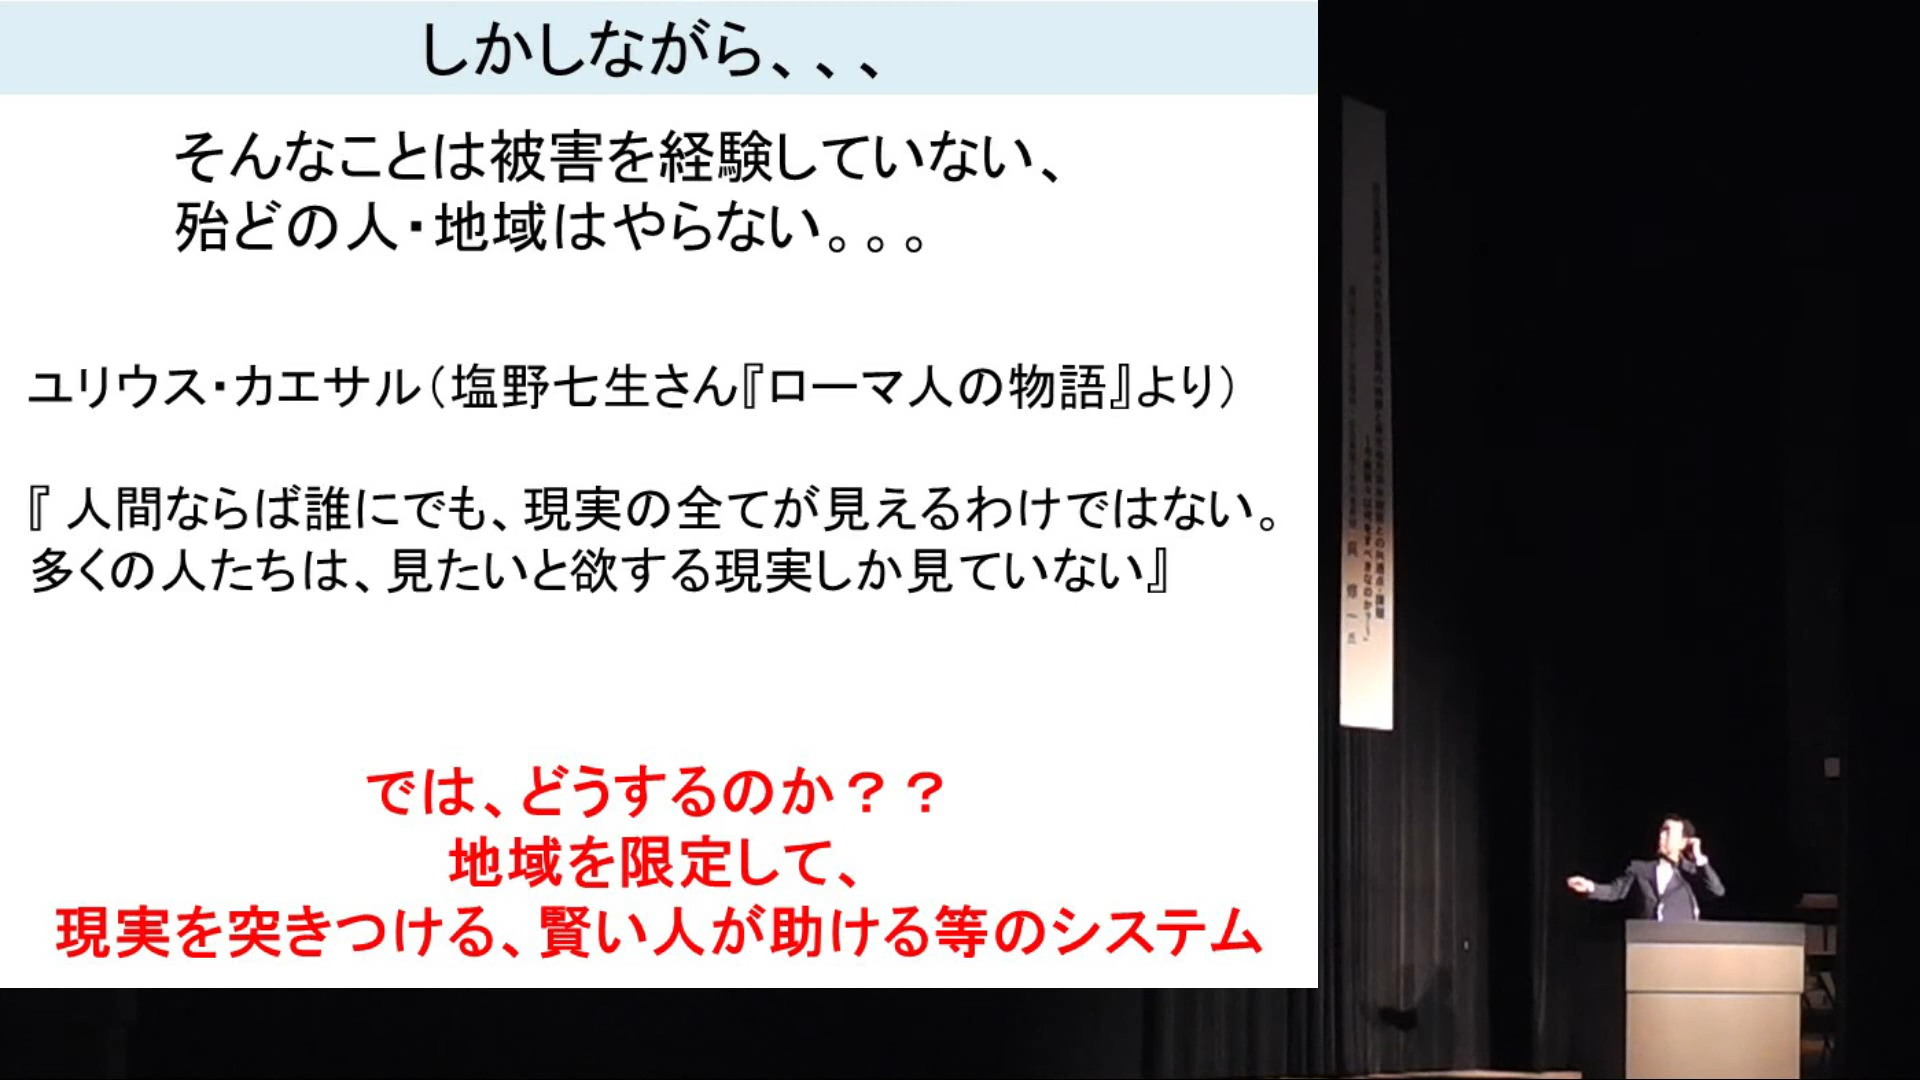 しかしながら、、、
そんなことは被害を経験していない、
殆どの人・地域はやらない。。。
ユリウス・カエサル（塩野七生さん『ローマ人の物語』より）
『 人間ならば誰にでも、現実の全てが見えるわけではない。
多くの人たちは、見たいと欲する現実しか見ていない』
では、どうするのか？？
地域を限定して、
現実を突きつける、賢い人が助ける等のシステム